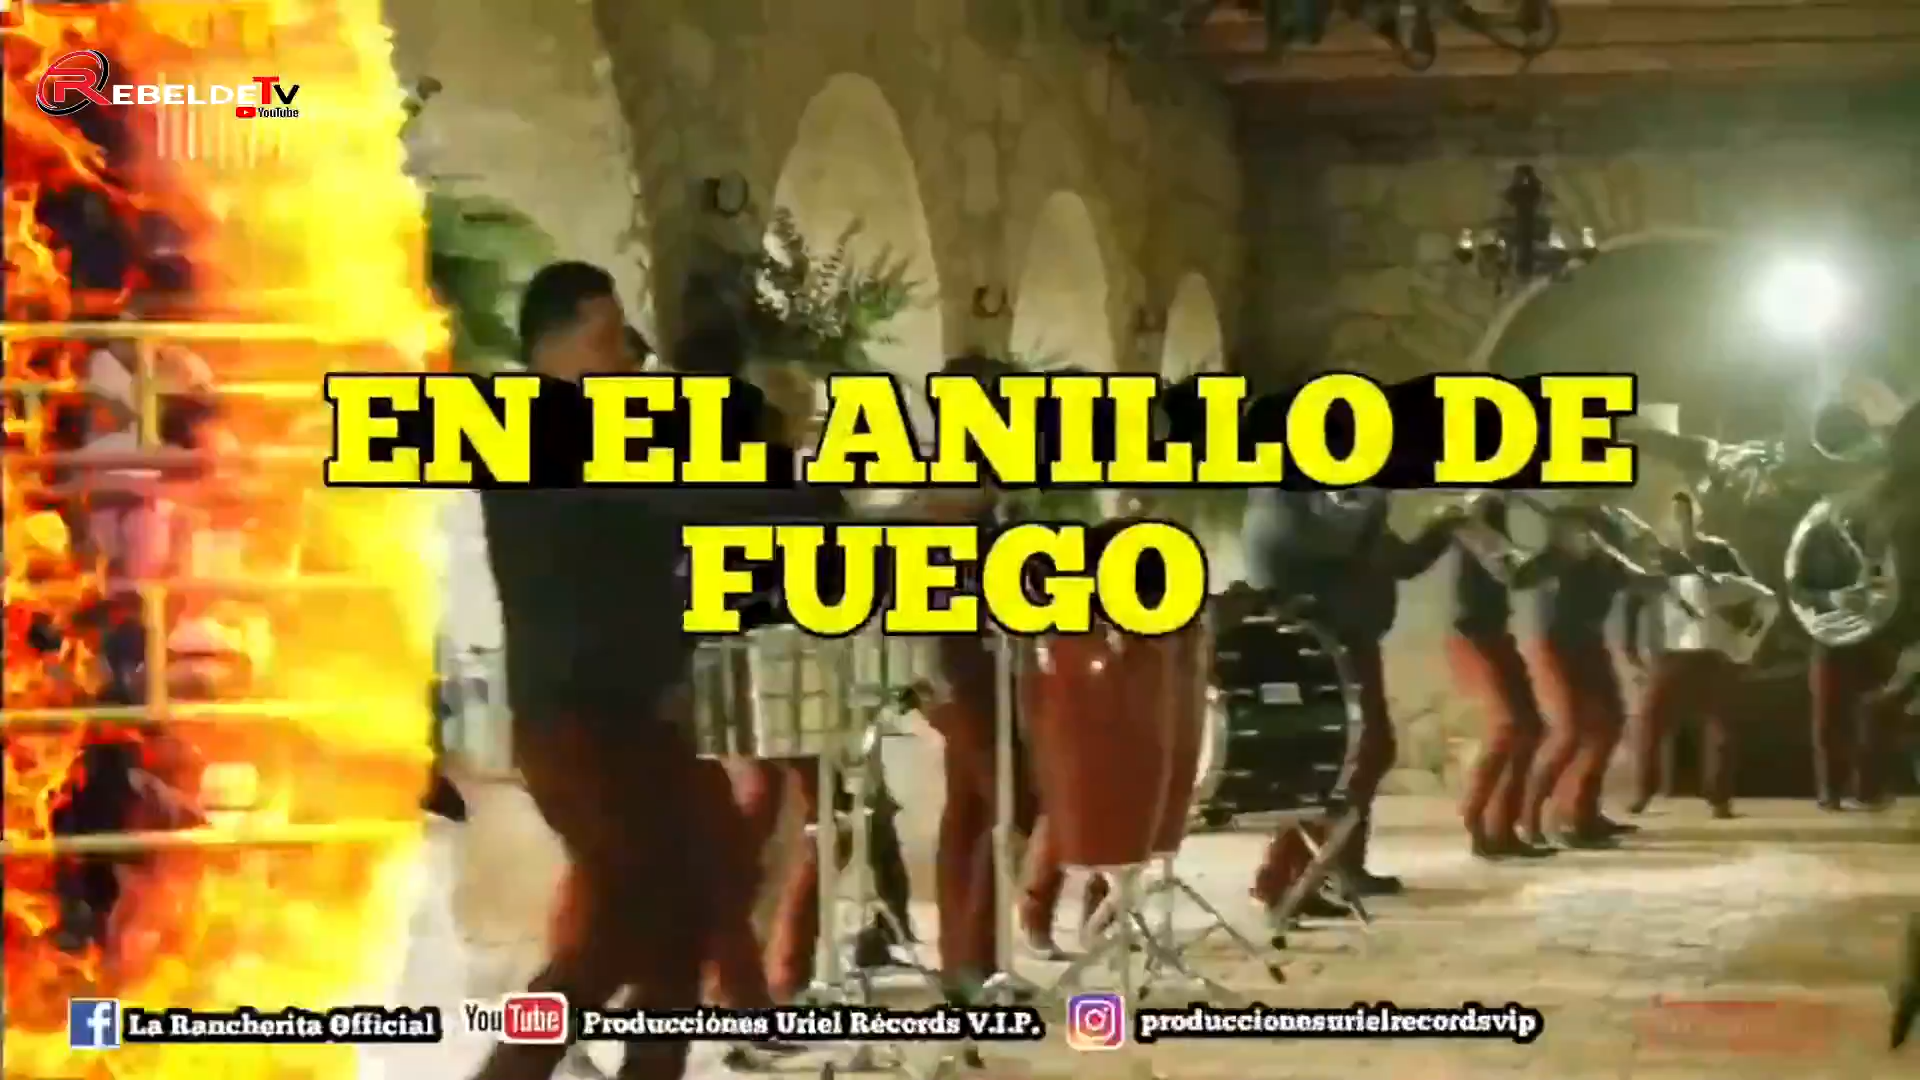 REBELDETV
YouTube
EN EL ANILLO DE
FUEGO
La Rancherita Official
YouTube
Producciónes Uriel Récords V.I.P.
produccionesurielrecordsvip